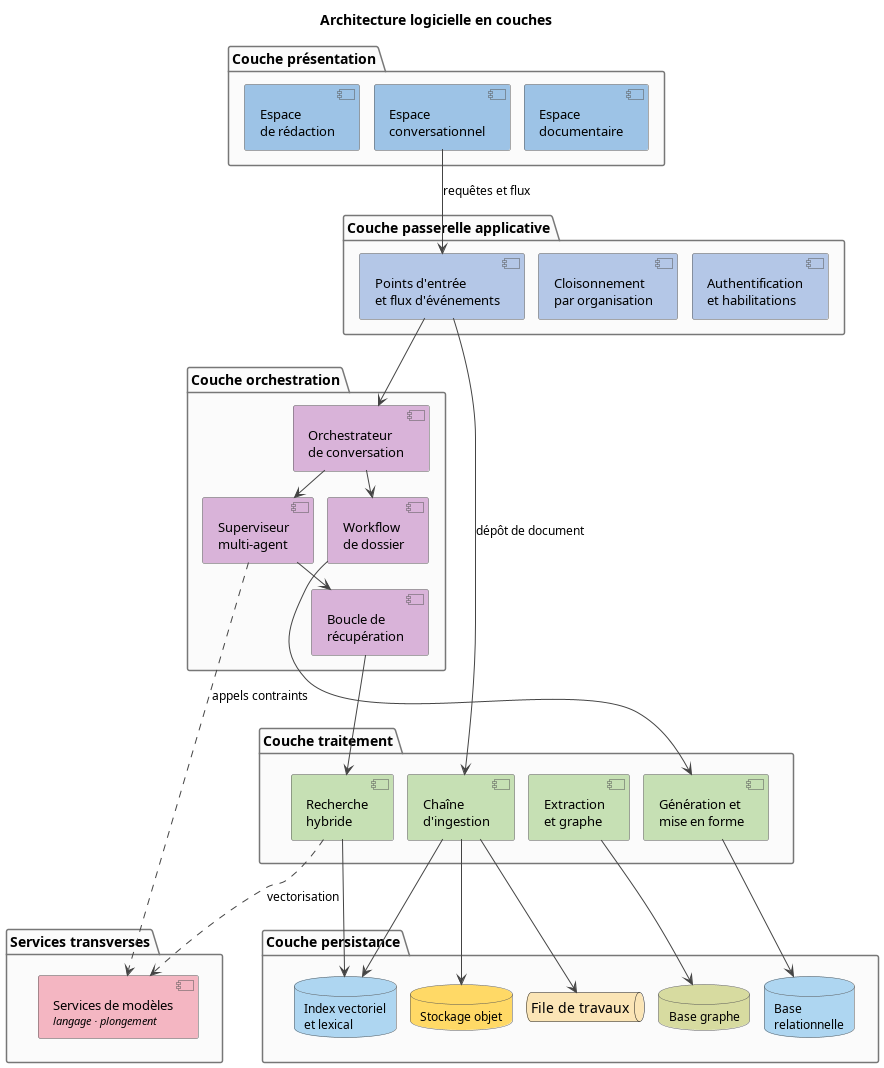 Architecture logicielle en couches
Couche présentation
Espace
de rédaction
Espace
conversationnel
Espace
documentaire
requêtes et flux
Couche passerelle applicative
Points d'entrée
et flux d'événements
Cloisonnement
par organisation
Authentification
et habilitations
Couche orchestration
Orchestrateur
de conversation
Superviseur
multi-agent
Workflow
de dossier
dépôt de document
Boucle de
récupération
appels contraints
Couche traitement
Recherche
hybride
Chaîne
d'ingestion
Extraction
et graphe
Génération et
mise en forme
vectorisation
Services transverses
Services de modèles
langage · plongement
Couche persistance
Index vectoriel
et lexical
Stockage objet
File de travaux
Base graphe
Base
relationnelle